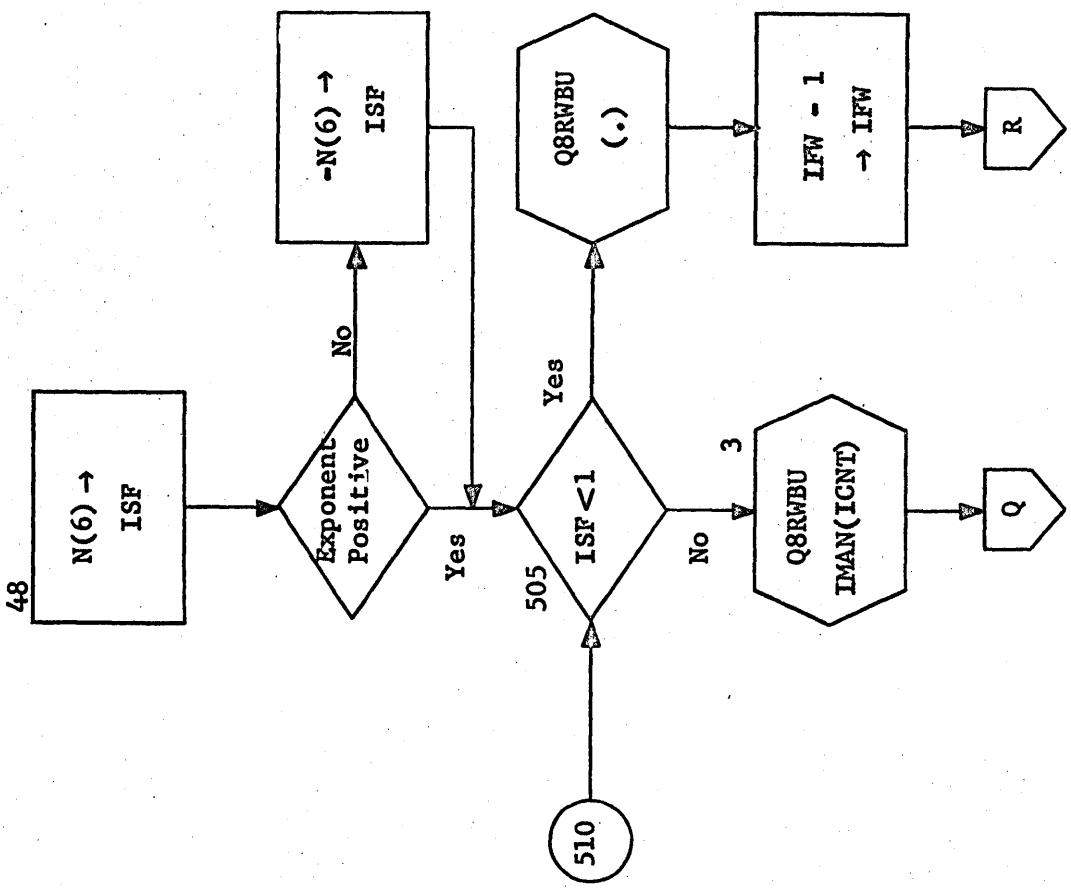 48
N(6) →
ISF
Exponent
Positive
No
-N(6) →
ISF
Yes
510
505
ISF<1
Yes
Q8RWBU
(.)
IFW - 1
→ IFW
R
No
3
Q8RWBU
IMAN(ICNT)
Q